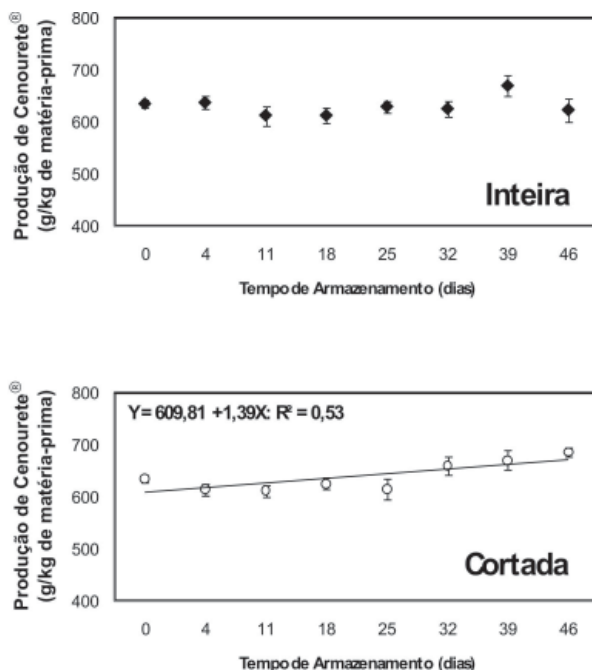 Produção de Cenourete®
(g/kg de matéria-prima)
800
700
600
500
400
Inteira
0 4 11 18 25 32 39 46
Tempo de Armazenamento (dias)
Produção de Cenourete®
(g/kg de matéria-prima)
800
700
600
500
400
Y= 609,81 +1,39X: R² = 0,53
Cortada
0 4 11 18 25 32 39 46
Tempo de Armazenamento (dias)